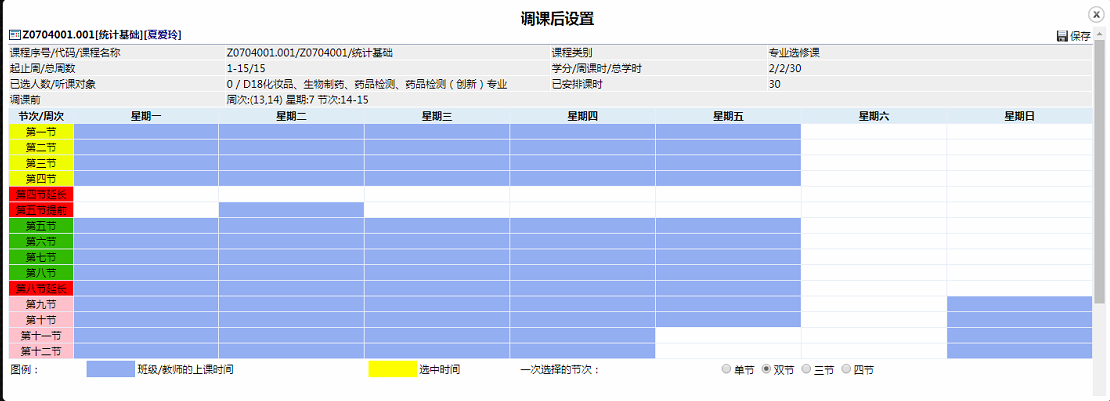 调课后设置
Z0704001.001[统计基础][夏爱玲] 保存
课程序号/代码/课程名称 Z0704001.001/Z0704001/统计基础 课程类别 专业选修课
起止周/总周数 1-15/15 学分/周课时/总学时 2/2/30
已选人数/听课对象 0 / D18化妆品、生物制药、药品检测、药品检测（创新）专业 已安排课时 30
调课前 周次:(13,14) 星期:7 节次:14-15
节次/周次 星期一 星期二 星期三 星期四 星期五 星期六 星期日
第一节
第二节
第三节
第四节
第四节延长
第五节提前
第五节
第六节
第七节
第八节
第八节延长
第九节
第十节
第十一节
第十二节
图例： 班级/教师的上课时间 选中时间 一次选择的节次： 单节 双节 三节 四节